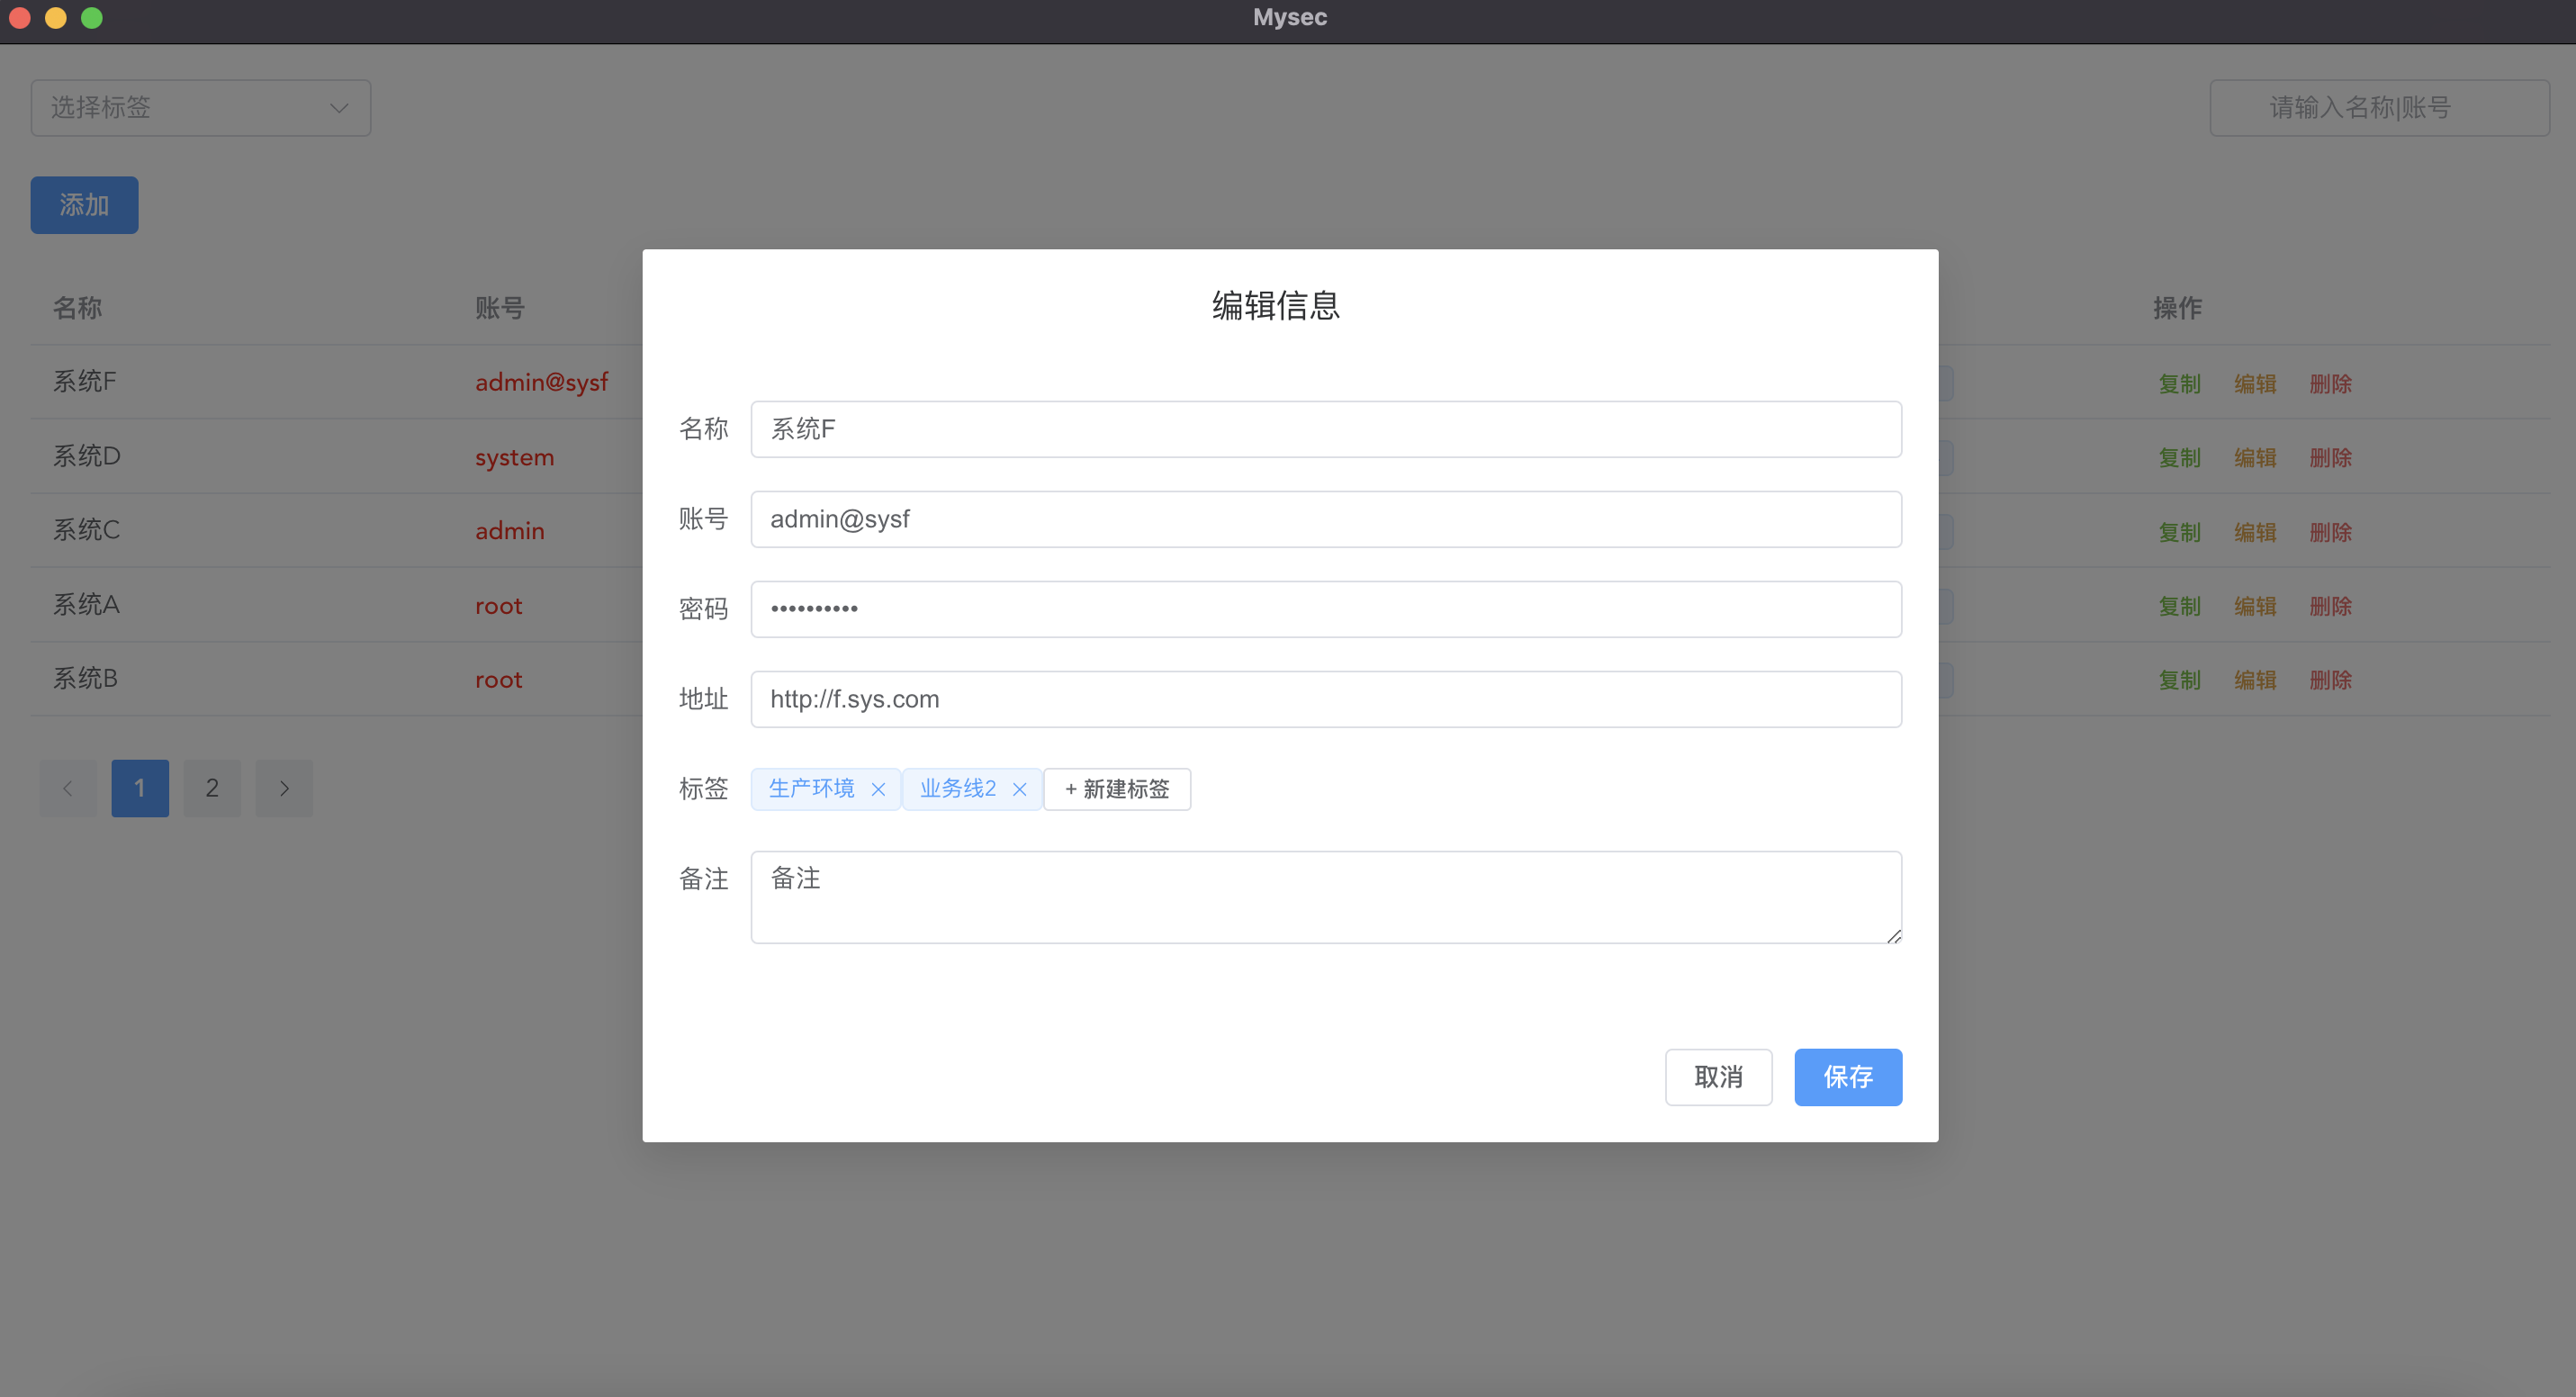 Mysec
选择标签
请输入名称|账号
添加
名称 账号 操作
系统F admin@sysf 复制 编辑 删除
系统D system 复制 编辑 删除
系统C admin 复制 编辑 删除
系统A root 复制 编辑 删除
系统B root 复制 编辑 删除
1 2
编辑信息
名称 系统F
账号 admin@sysf
密码 ••••••••••
地址 http://f.sys.com
标签 生产环境 业务线2 + 新建标签
备注 备注
取消 保存